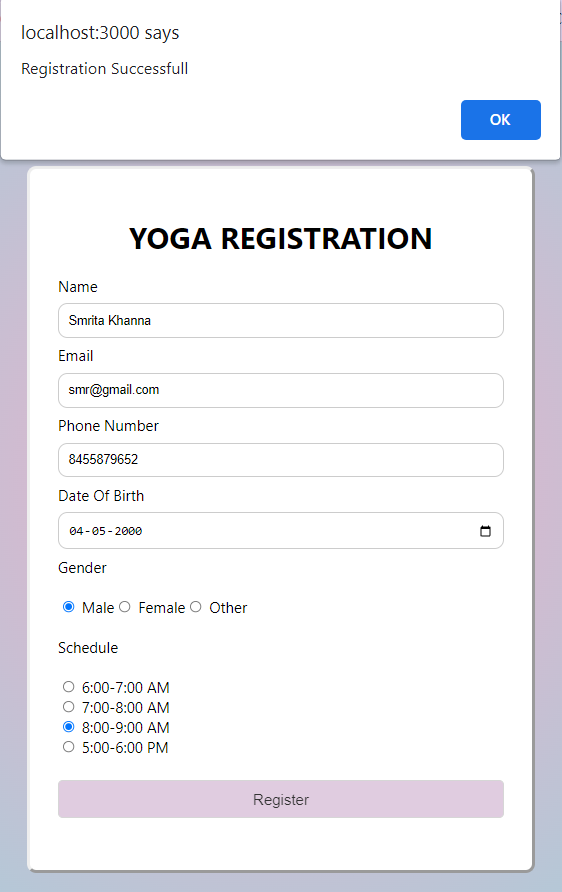 localhost:3000 says
Registration Successfull
OK
YOGA REGISTRATION
Name
Smrita Khanna
Email
smr@gmail.com
Phone Number
8455879652
Date Of Birth
04-05-2000
Gender
Male Female Other
Schedule
6:00-7:00 AM
7:00-8:00 AM
8:00-9:00 AM
5:00-6:00 PM
Register